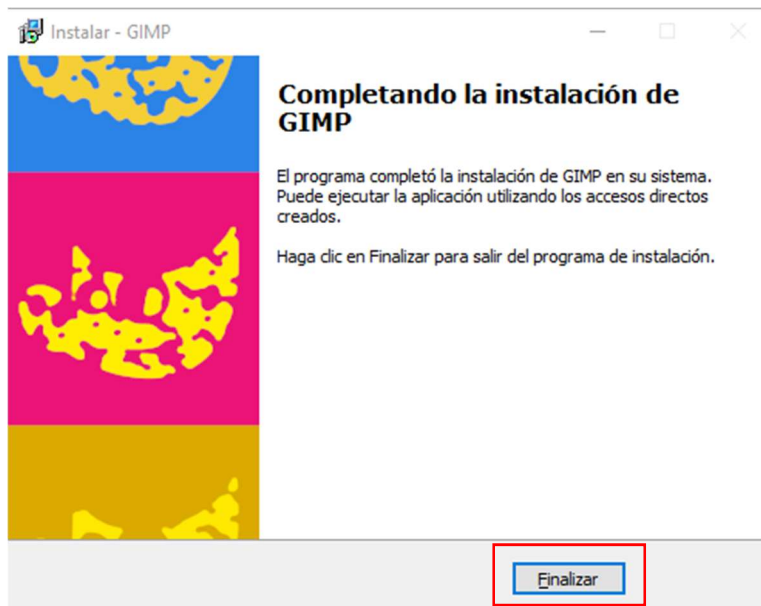 Instalar - GIMP
Completando la instalación de
GIMP
El programa completó la instalación de GIMP en su sistema.
Puede ejecutar la aplicación utilizando los accesos directos
creados.
Haga clic en Finalizar para salir del programa de instalación.
Finalizar